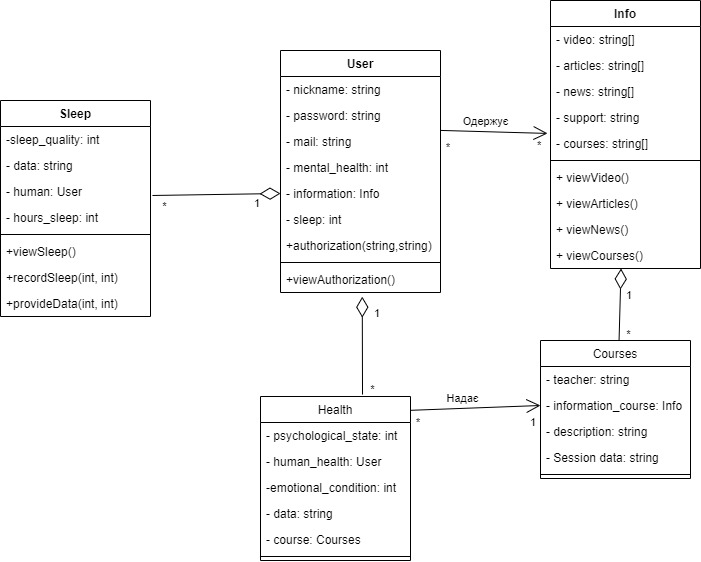 Sleep
-sleep_quality: int
- data: string
- human: User
- hours_sleep: int
+viewSleep()
+recordSleep(int, int)
+provideData(int, int)
*
1
User
- nickname: string
- password: string
- mail: string
- mental_health: int
- information: Info
- sleep: int
+authorization(string,string)
+viewAuthorization()
Одержує
*
*
Info
- video: string[]
- articles: string[]
- news: string[]
- support: string
- courses: string[]
+ viewVideo()
+ viewArticles()
+ viewNews()
+ viewCourses()
1
*
1
*
Health
- psychological_state: int
- human_health: User
-emotional_condition: int
- data: string
- course: Courses
Надає
*
1
Courses
- teacher: string
- information_course: Info
- description: string
- Session data: string